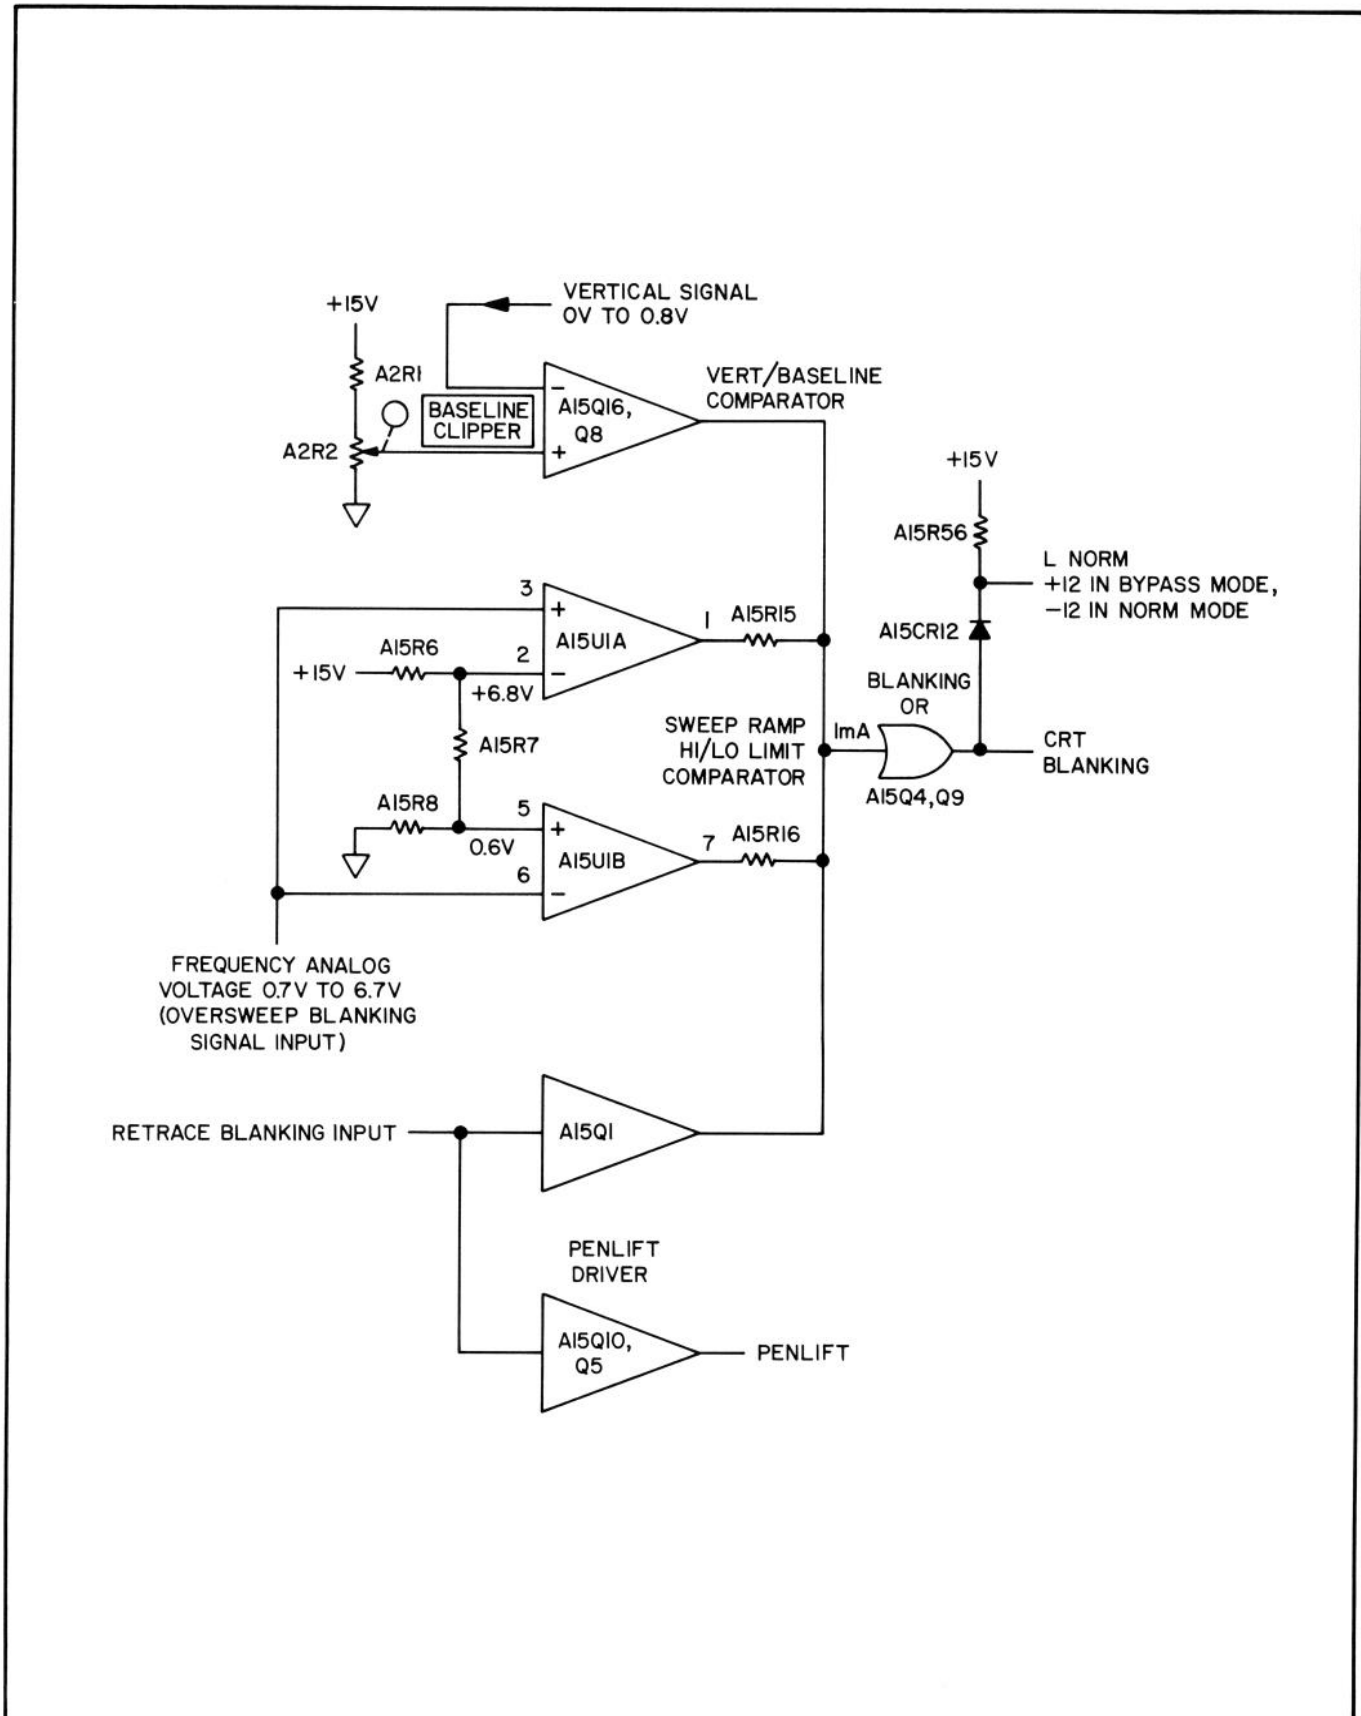 +15V
VERTICAL SIGNAL
0V TO 0.8V
A2R1
BASELINE
CLIPPER
A2R2
−
+
A15Q16,
Q8
VERT/BASELINE
COMPARATOR
+15V
A15R56
L NORM
+12 IN BYPASS MODE,
−12 IN NORM MODE
A15CR12
3
+
A15U1A
2
−
1
A15R15
A15R6
+15V
+6.8V
A15R7
BLANKING
OR
SWEEP RAMP
HI/LO LIMIT
COMPARATOR
1mA
CRT
BLANKING
A15Q4,Q9
A15R8
5
+
0.6V
A15U1B
6
−
7
A15R16
FREQUENCY ANALOG
VOLTAGE 0.7V TO 6.7V
(OVERSWEEP BLANKING
SIGNAL INPUT)
RETRACE BLANKING INPUT
A15Q1
PENLIFT
DRIVER
A15Q10,
Q5
PENLIFT